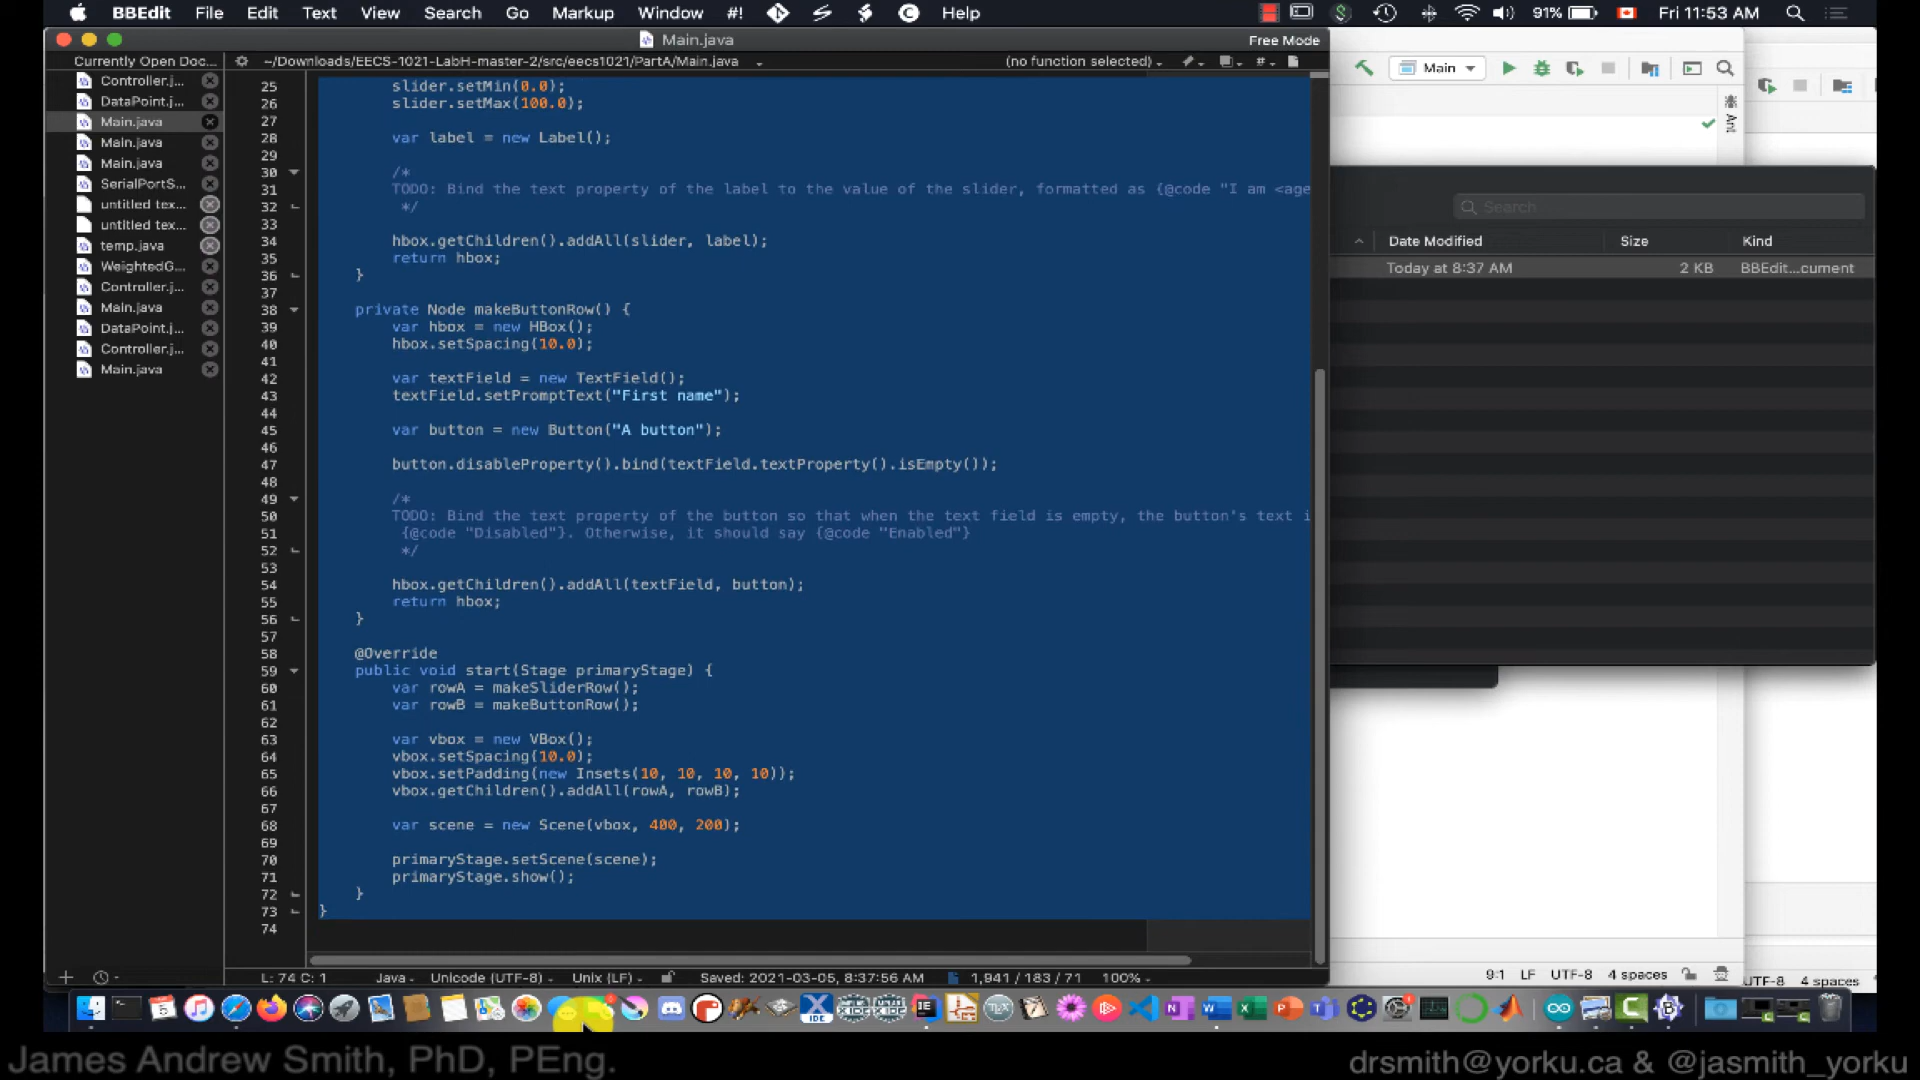 BBEdit File Edit Text View Search Go Markup Window #! Help 91% Fri 11:53 AM
Main.java
Free Mode
Currently Open Doc...
~/Downloads/EECS-1021-LabH-master-2/src/eecs1021/PartA/Main.java
(no function selected)
Main
Controller.j...
DataPoint.j...
Main.java
Main.java
Main.java
SerialPortS...
untitled tex...
untitled tex...
temp.java
WeightedG...
Controller.j...
Main.java
DataPoint.j...
Controller.j...
Main.java
25 slider.setMin(0.0);
26 slider.setMax(100.0);
27
28 var label = new Label();
29
30 /*
31 TODO: Bind the text property of the label to the value of the slider, formatted as {@code "I am <age
32 */
33
34 hbox.getChildren().addAll(slider, label);
35 return hbox;
36 }
37
38 private Node makeButtonRow() {
39 var hbox = new HBox();
40 hbox.setSpacing(10.0);
41
42 var textField = new TextField();
43 textField.setPromptText("First name");
44
45 var button = new Button("A button");
46
47 button.disableProperty().bind(textField.textProperty().isEmpty());
48
49 /*
50 TODO: Bind the text property of the button so that when the text field is empty, the button's text i
51 {@code "Disabled"}. Otherwise, it should say {@code "Enabled"}
52 */
53
54 hbox.getChildren().addAll(textField, button);
55 return hbox;
56 }
57
58 @Override
59 public void start(Stage primaryStage) {
60 var rowA = makeSliderRow();
61 var rowB = makeButtonRow();
62
63 var vbox = new VBox();
64 vbox.setSpacing(10.0);
65 vbox.setPadding(new Insets(10, 10, 10, 10));
66 vbox.getChildren().addAll(rowA, rowB);
67
68 var scene = new Scene(vbox, 400, 200);
69
70 primaryStage.setScene(scene);
71 primaryStage.show();
72 }
73 }
74
Ant
Search
Date Modified Size Kind
Today at 8:37 AM 2 KB BBEdit...cument
L: 74 C: 1 Java Unicode (UTF-8) Unix (LF) Saved: 2021-03-05, 8:37:56 AM 1,941 / 183 / 71 100%
9:1 LF UTF-8 4 spaces
UTF-8 4 spaces
James Andrew Smith, PhD, PEng.
drsmith@yorku.ca & @jasmith_yorku